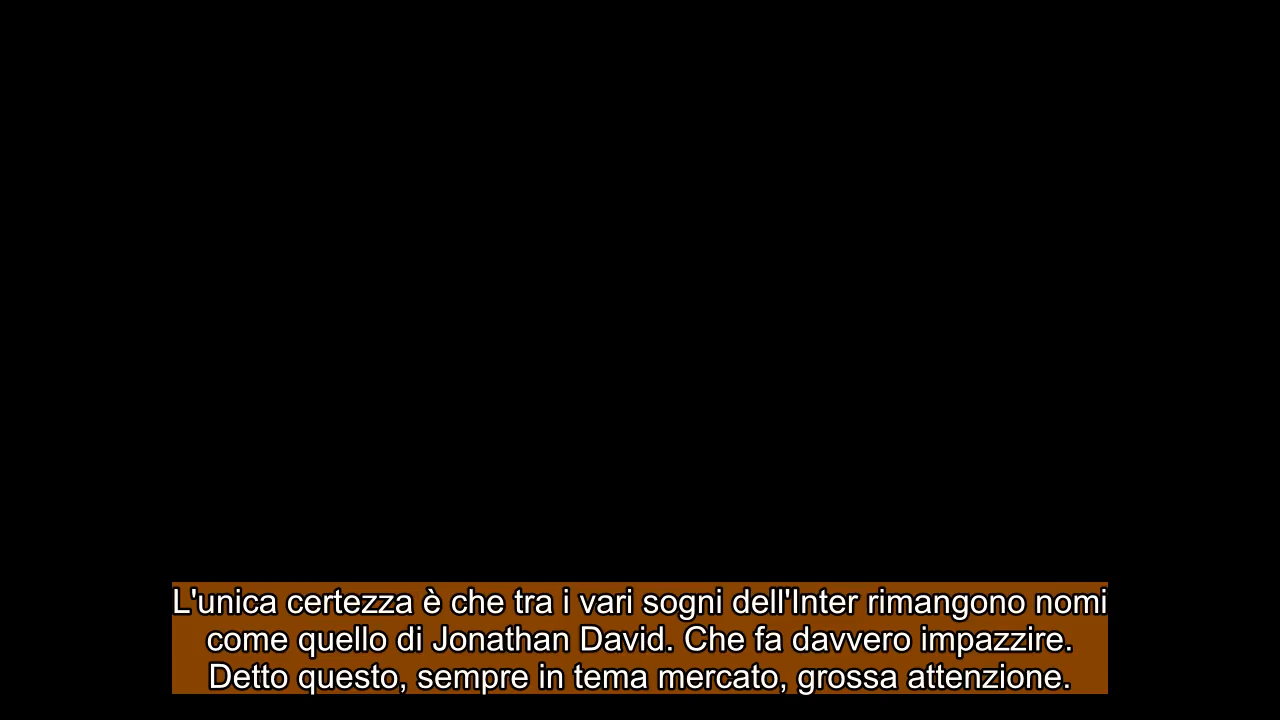 L'unica certezza è che tra i vari sogni dell'Inter rimangono nomi
come quello di Jonathan David. Che fa davvero impazzire.
Detto questo, sempre in tema mercato, grossa attenzione.